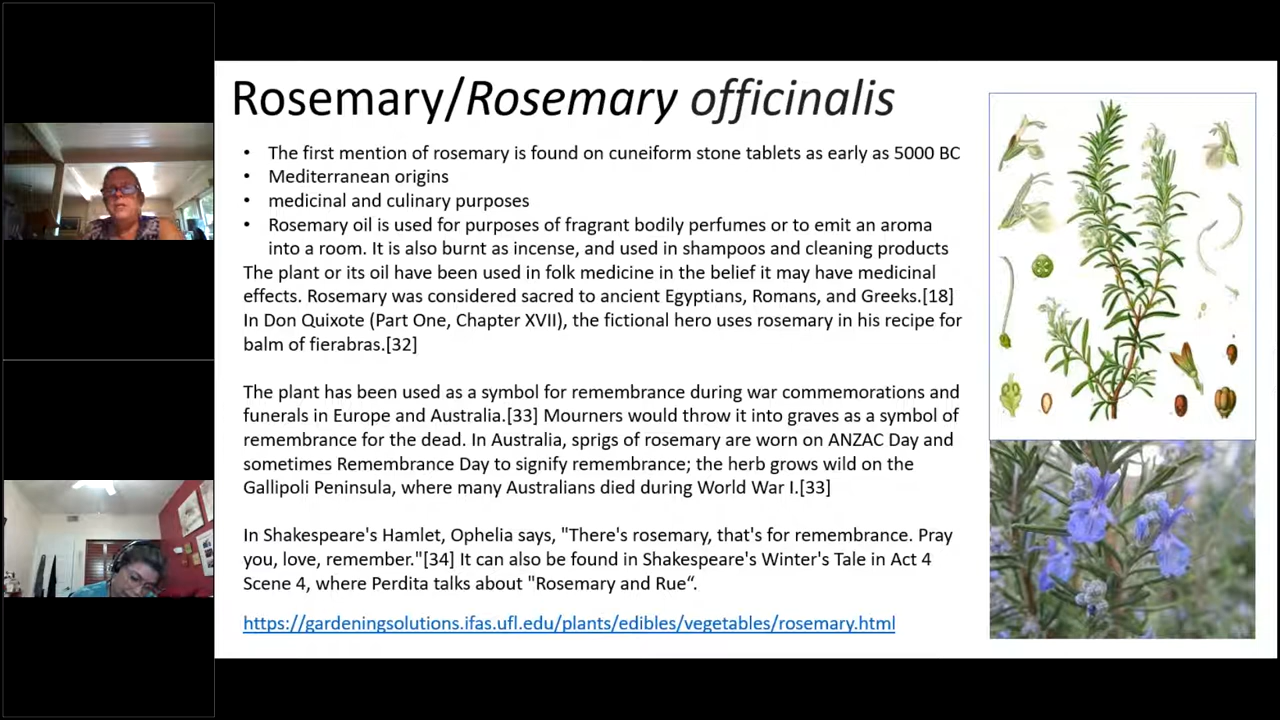 Rosemary/Rosemary officinalis
• The first mention of rosemary is found on cuneiform stone tablets as early as 5000 BC
• Mediterranean origins
• medicinal and culinary purposes
• Rosemary oil is used for purposes of fragrant bodily perfumes or to emit an aroma
into a room. It is also burnt as incense, and used in shampoos and cleaning products
The plant or its oil have been used in folk medicine in the belief it may have medicinal
effects. Rosemary was considered sacred to ancient Egyptians, Romans, and Greeks.[18]
In Don Quixote (Part One, Chapter XVII), the fictional hero uses rosemary in his recipe for
balm of fierabras.[32]
The plant has been used as a symbol for remembrance during war commemorations and
funerals in Europe and Australia.[33] Mourners would throw it into graves as a symbol of
remembrance for the dead. In Australia, sprigs of rosemary are worn on ANZAC Day and
sometimes Remembrance Day to signify remembrance; the herb grows wild on the
Gallipoli Peninsula, where many Australians died during World War I.[33]
In Shakespeare's Hamlet, Ophelia says, "There's rosemary, that's for remembrance. Pray
you, love, remember."[34] It can also be found in Shakespeare's Winter's Tale in Act 4
Scene 4, where Perdita talks about "Rosemary and Rue“.
https://gardeningsolutions.ifas.ufl.edu/plants/edibles/vegetables/rosemary.html